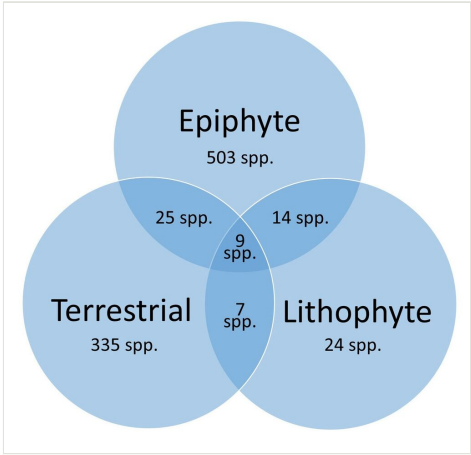 Epiphyte
503 spp.
25 spp.
14 spp.
9
spp.
Terrestrial
335 spp.
7
spp.
Lithophyte
24 spp.